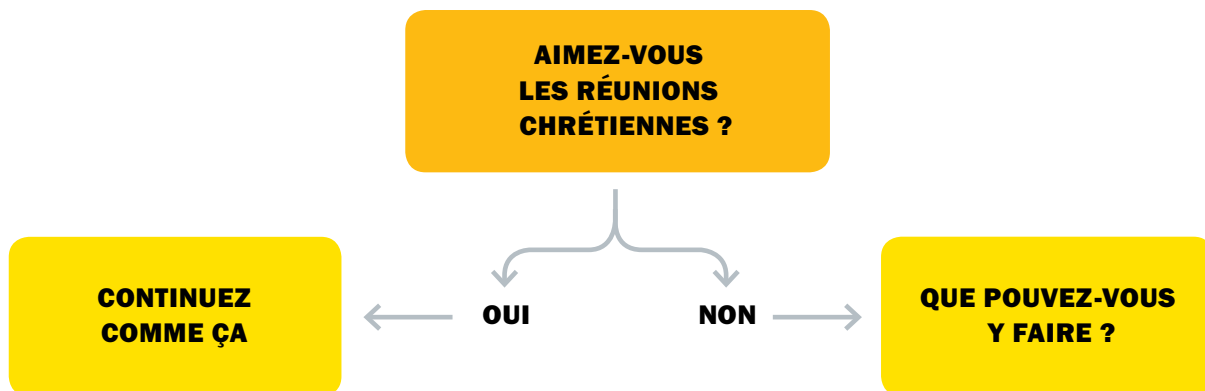 AIMEZ-VOUS
LES RÉUNIONS
CHRÉTIENNES ?
CONTINUEZ
COMME ÇA
OUI
NON
QUE POUVEZ-VOUS
Y FAIRE ?